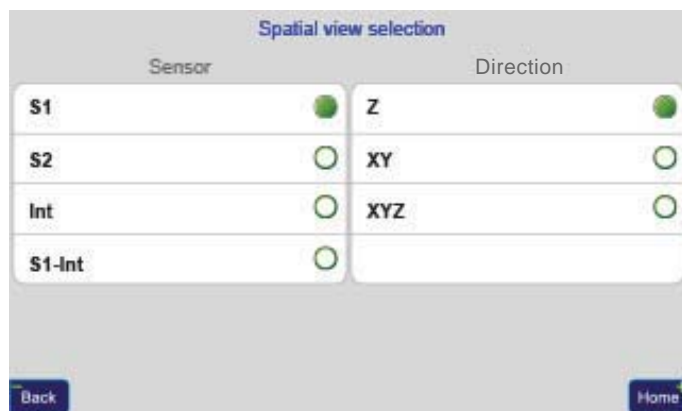 Spatial view selection
Sensor Direction
S1 Z
S2 XY
Int XYZ
S1-Int
Back Home